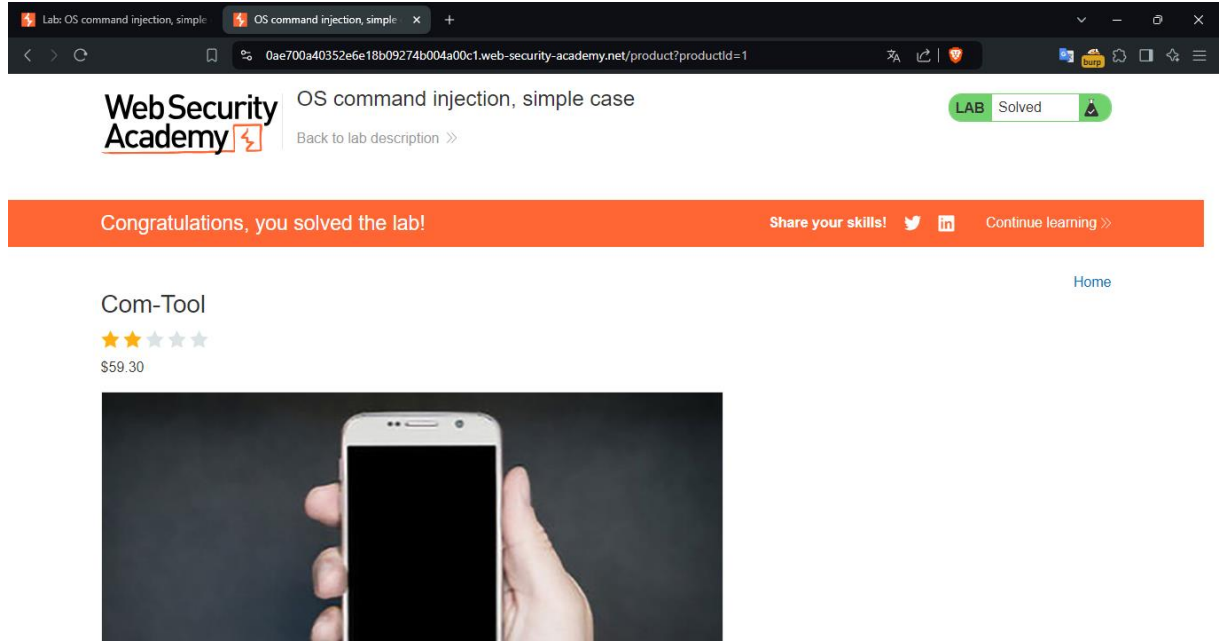 Lab: OS command injection, simple
OS command injection, simple
0ae700a40352e6e18b09274b004a00c1.web-security-academy.net/product?productId=1
burp
Web Security
Academy
OS command injection, simple case
Back to lab description
LAB Solved
Congratulations, you solved the lab!
Share your skills!
Continue learning
Home
Com-Tool
$59.30